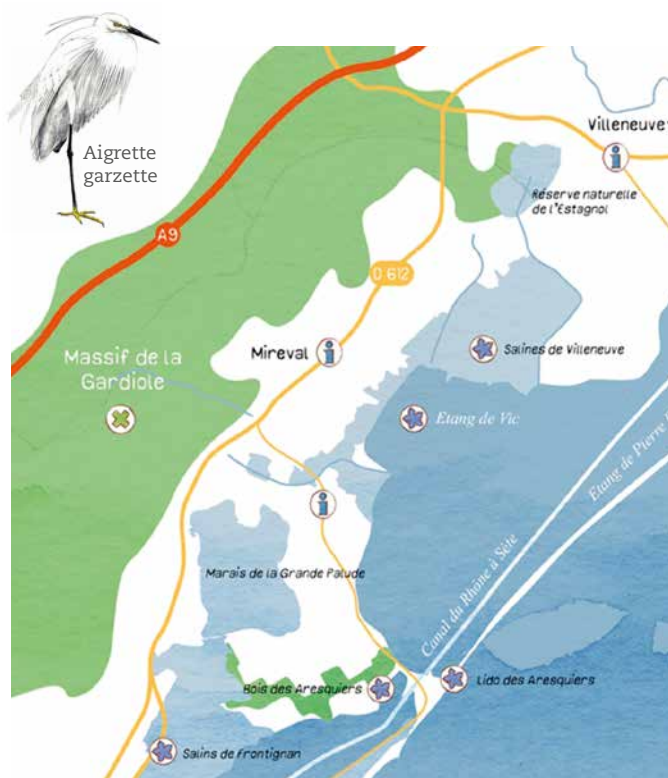 Aigrette
garzette
Villeneuve
Réserve naturelle
de l'Estagnol
A9
D 612
Mireval
Salines de Villeneuve
Massif de la
Gardiole
Etang de Vic
Etang de Pierre
Marais de la Grande Palude
Canal du Rhône à Sète
Bois des Aresquiers
Lido des Aresquiers
Salins de Frontignan